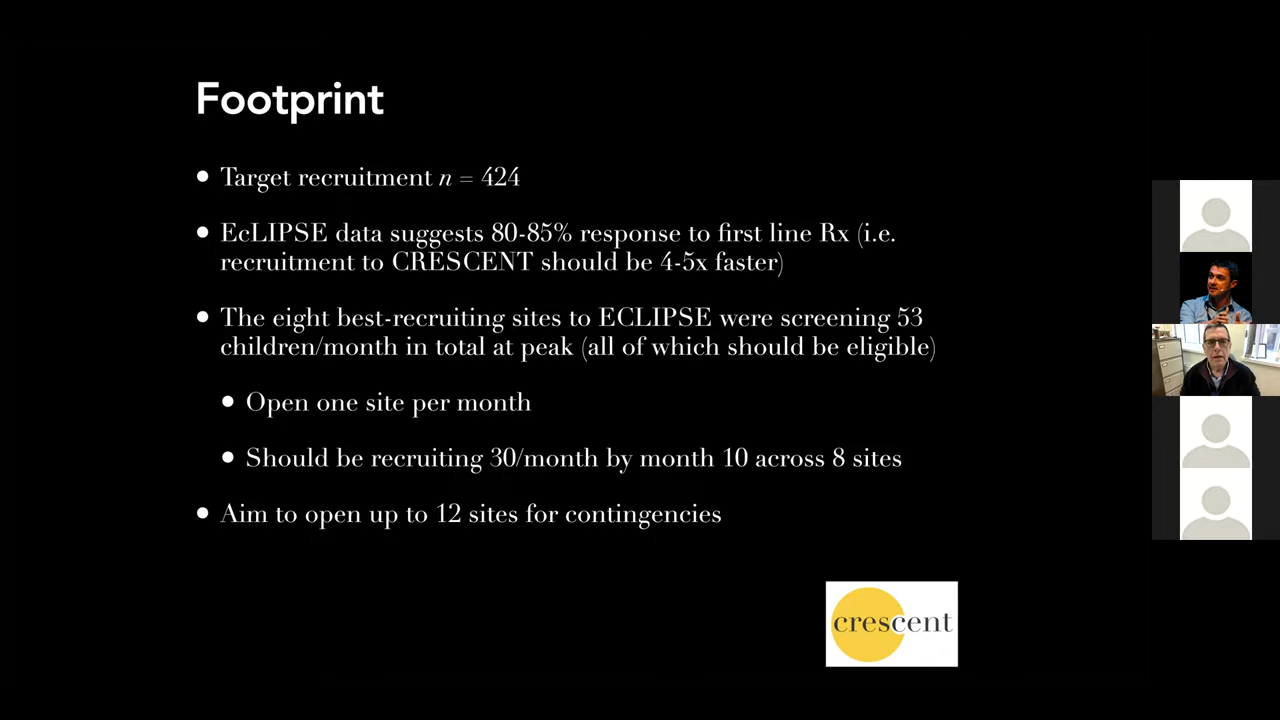 Footprint
• Target recruitment n = 424
• EcLIPSE data suggests 80-85% response to first line Rx (i.e.
recruitment to CRESCENT should be 4-5x faster)
• The eight best-recruiting sites to ECLIPSE were screening 53
children/month in total at peak (all of which should be eligible)
• Open one site per month
• Should be recruiting 30/month by month 10 across 8 sites
• Aim to open up to 12 sites for contingencies
crescent